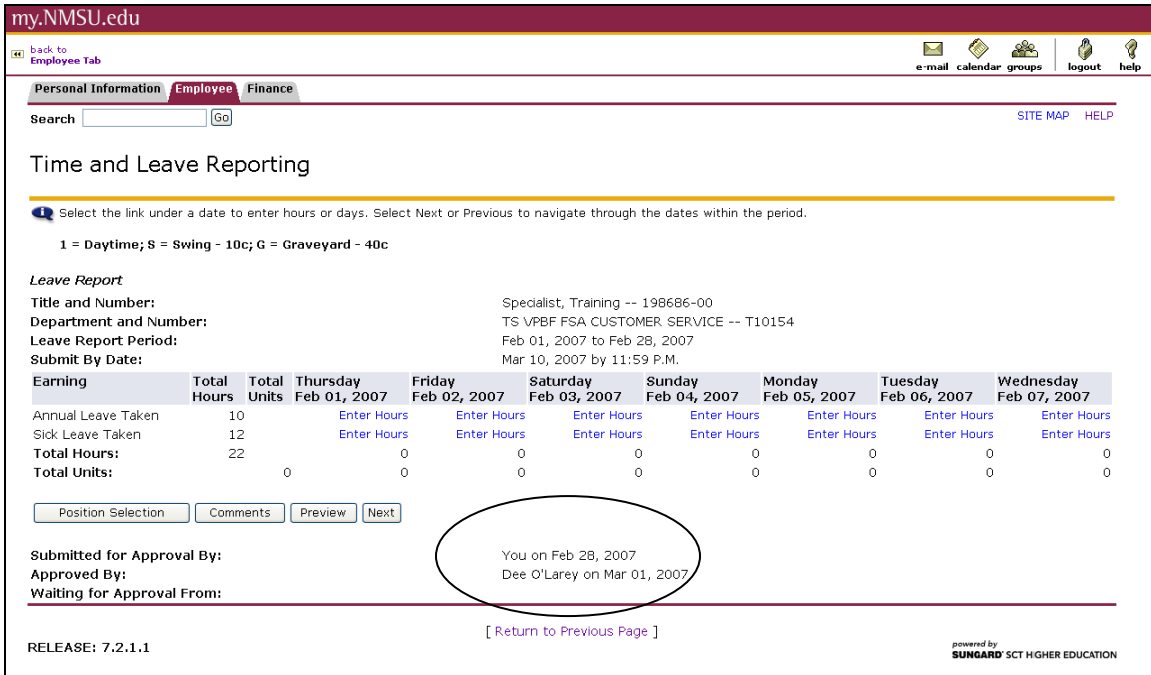 my.NMSU.edu
back to
Employee Tab
e-mail calendar groups logout help
Personal Information Employee Finance
Search Go SITE MAP HELP
Time and Leave Reporting
Select the link under a date to enter hours or days. Select Next or Previous to navigate through the dates within the period.
1 = Daytime; S = Swing - 10c; G = Graveyard - 40c
Leave Report
Title and Number: Specialist, Training -- 198686-00
Department and Number: TS VPBF FSA CUSTOMER SERVICE -- T10154
Leave Report Period: Feb 01, 2007 to Feb 28, 2007
Submit By Date: Mar 10, 2007 by 11:59 P.M.
Earning Total Total Thursday Friday Saturday Sunday Monday Tuesday Wednesday
Hours Units Feb 01, 2007 Feb 02, 2007 Feb 03, 2007 Feb 04, 2007 Feb 05, 2007 Feb 06, 2007 Feb 07, 2007
Annual Leave Taken 10 Enter Hours Enter Hours Enter Hours Enter Hours Enter Hours Enter Hours Enter Hours
Sick Leave Taken 12 Enter Hours Enter Hours Enter Hours Enter Hours Enter Hours Enter Hours Enter Hours
Total Hours: 22 0 0 0 0 0 0 0
Total Units: 0 0 0 0 0 0 0 0
Position Selection Comments Preview Next
Submitted for Approval By: You on Feb 28, 2007
Approved By: Dee O'Larey on Mar 01, 2007
Waiting for Approval From:
[ Return to Previous Page ]
RELEASE: 7.2.1.1
powered by
SUNGARD' SCT HIGHER EDUCATION